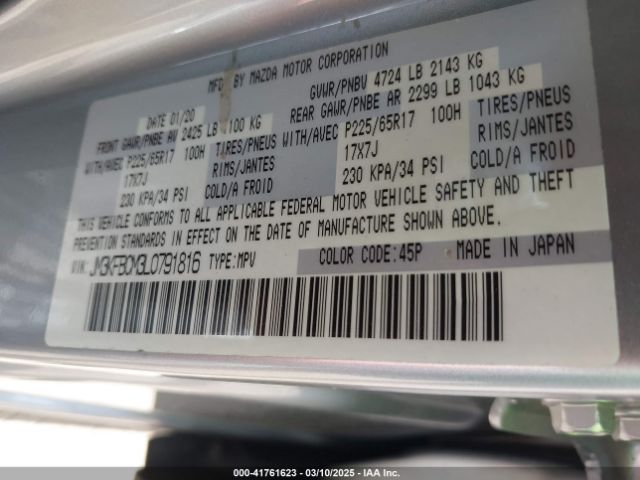 MFD. BY MAZDA MOTOR CORPORATION
DATE 01/20 GVWR/PNBV 4724 LB 2143 KG
FRONT GAWR/PNBE AV 2425 LB 1100 KG REAR GAWR/PNBE AR 2299 LB 1043 KG
WITH/AVEC P225/65R17 100H TIRES/PNEUS WITH/AVEC P225/65R17 100H TIRES/PNEUS
17X7J RIMS/JANTES 17X7J RIMS/JANTES
230 KPA/34 PSI COLD/A FROID 230 KPA/34 PSI COLD/A FROID
THIS VEHICLE CONFORMS TO ALL APPLICABLE FEDERAL MOTOR VEHICLE SAFETY AND THEFT
PREVENTION STANDARDS IN EFFECT ON THE DATE OF MANUFACTURE SHOWN ABOVE.
VIN: JM3KFBCM3L0791816 TYPE:MPV COLOR CODE:45P MADE IN JAPAN
000-41761623 — 03/10/2025 — IAA Inc.